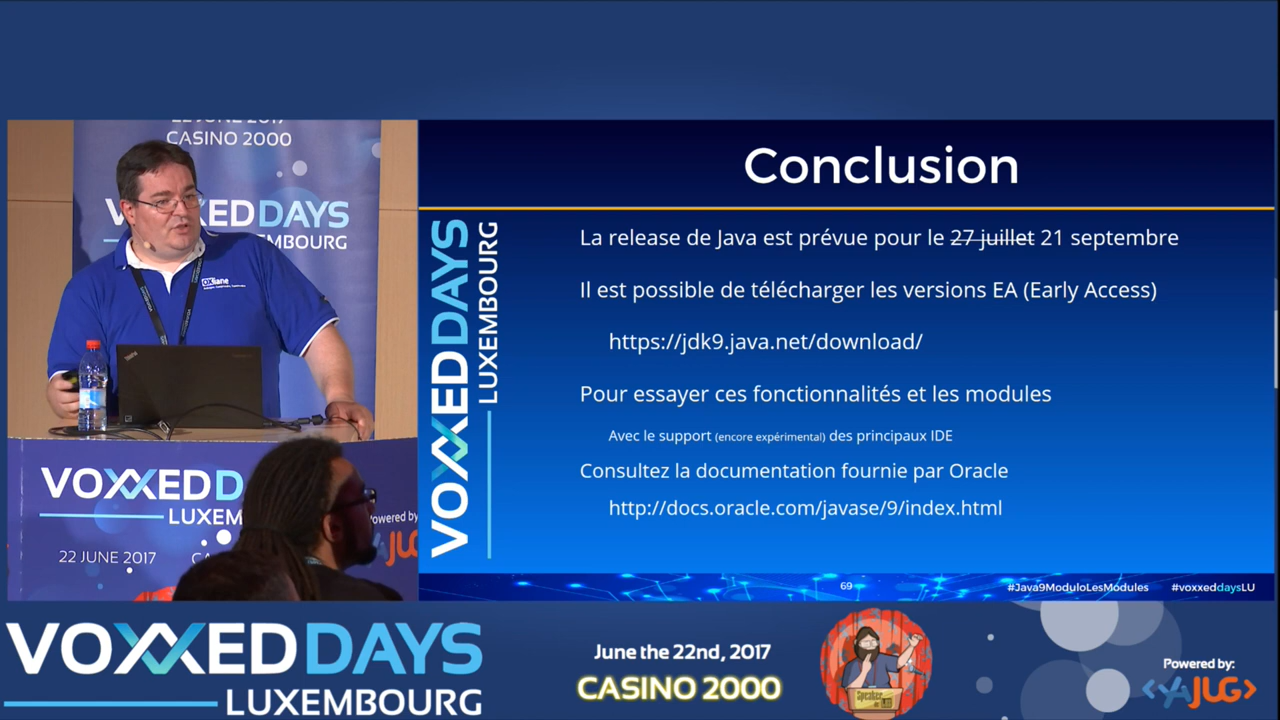 CASINO 2000
VOXXED DAYS
LUXEMBOURG
OXiane
VOXXED D
LUXEM
22 JUNE 2017
Powered by
YAJUG
Conclusion
VOXXED DAYS
LUXEMBOURG
La release de Java est prévue pour le 27 juillet 21 septembre
Il est possible de télécharger les versions EA (Early Access)
https://jdk9.java.net/download/
Pour essayer ces fonctionnalités et les modules
Avec le support (encore expérimental) des principaux IDE
Consultez la documentation fournie par Oracle
http://docs.oracle.com/javase/9/index.html
69
#Java9ModuloLesModules
#voxxeddaysLU
VOXXED DAYS
LUXEMBOURG
June the 22nd, 2017
CASINO 2000
Powered by:
<YAJUG>